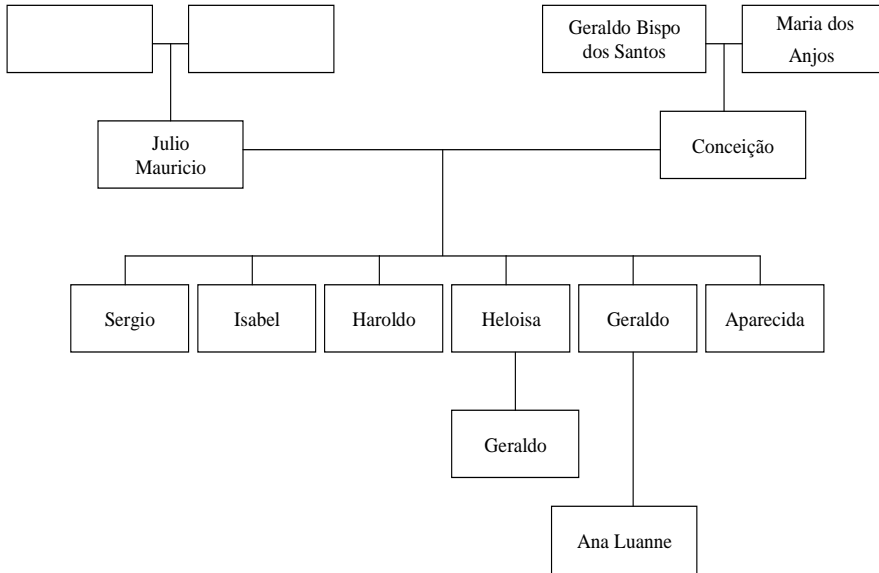 Geraldo Bispo
dos Santos
Maria dos
Anjos
Julio
Mauricio
Conceição
Sergio
Isabel
Haroldo
Heloisa
Geraldo
Aparecida
Geraldo
Ana Luanne